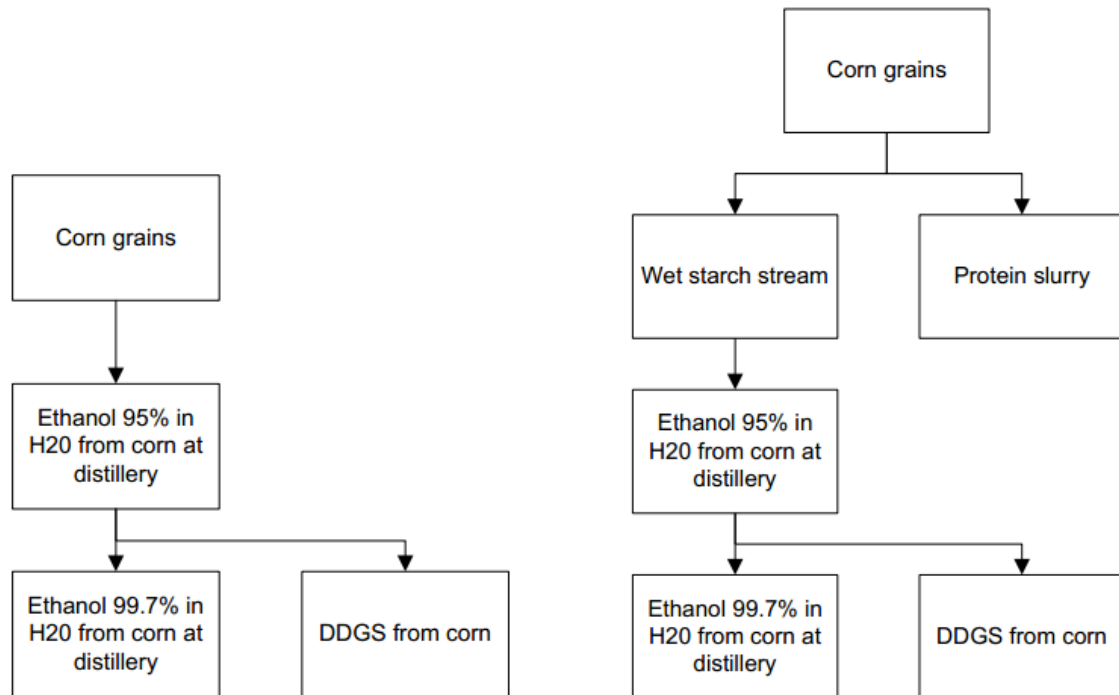 Corn grains
Ethanol 95% in
H20 from corn at
distillery
Ethanol 99.7% in
H20 from corn at
distillery
DDGS from corn
Corn grains
Wet starch stream
Protein slurry
Ethanol 95% in
H20 from corn at
distillery
Ethanol 99.7% in
H20 from corn at
distillery
DDGS from corn